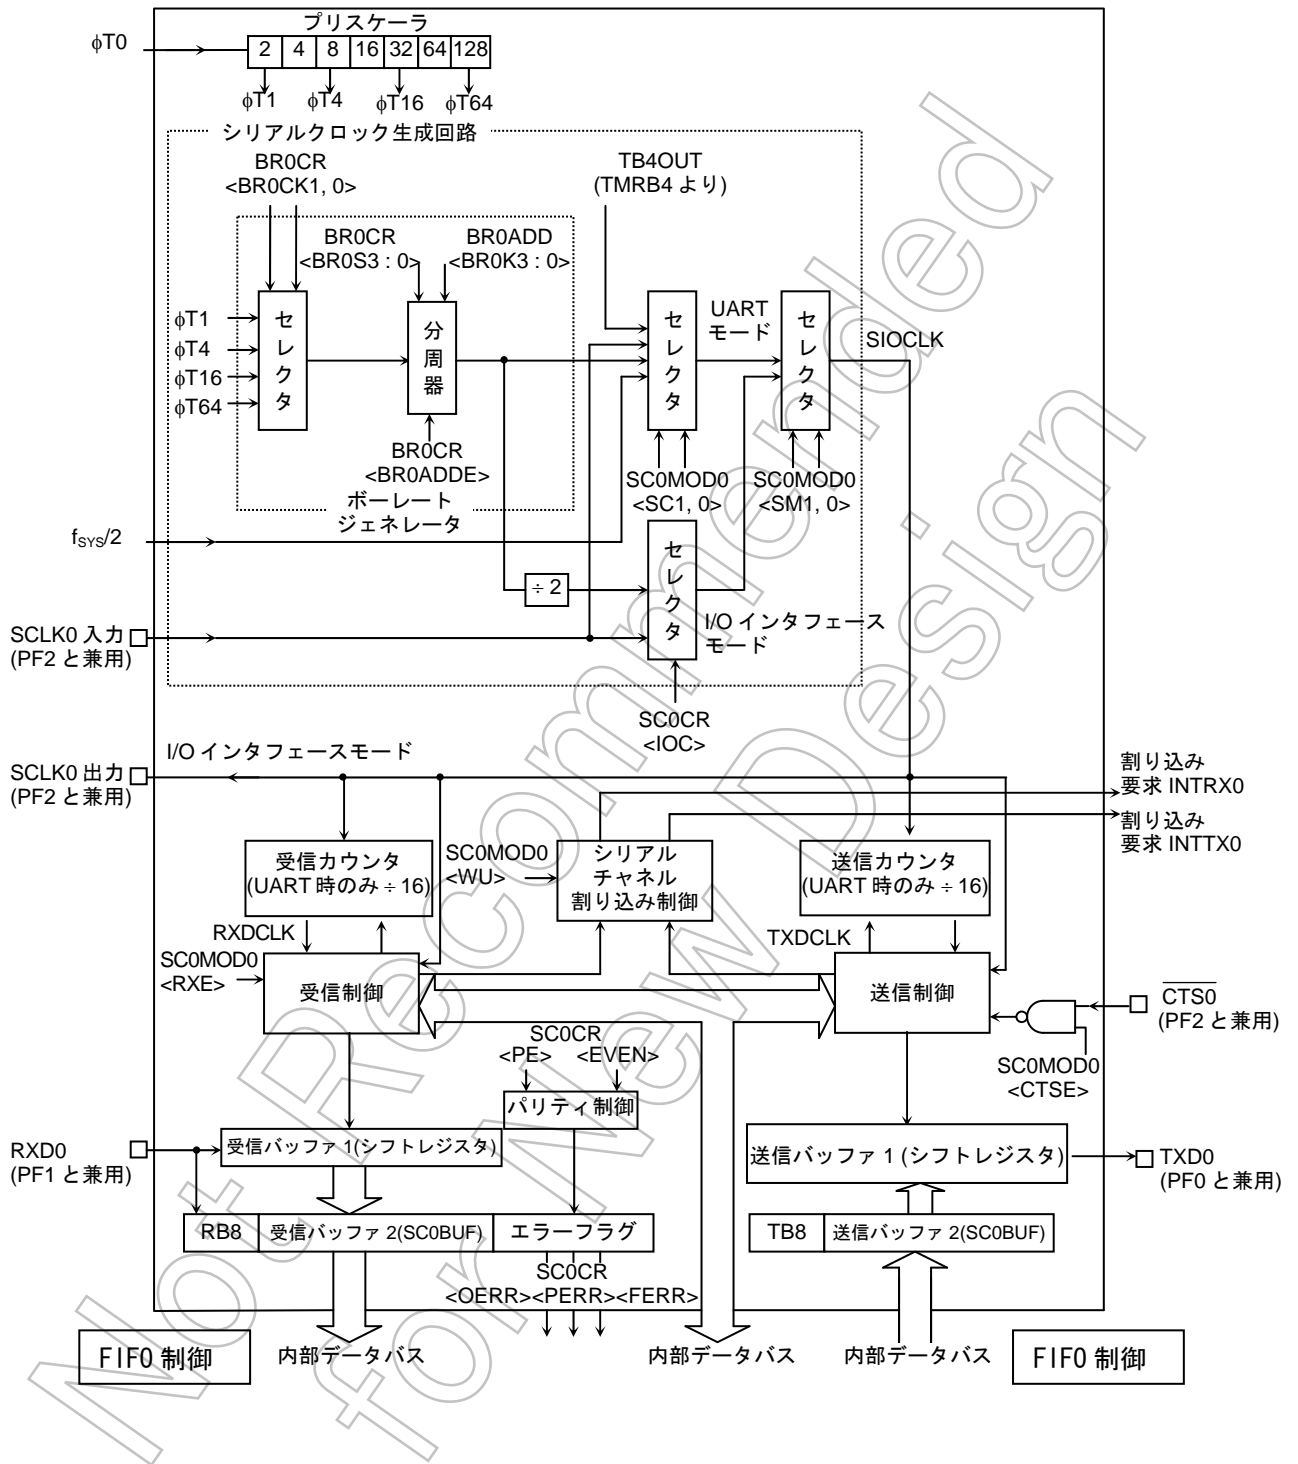 プリスケーラ
φT0
2 4 8 16 32 64 128
φT1 φT4 φT16 φT64
シリアルクロック生成回路
BR0CR
<BR0CK1, 0>
TB4OUT
(TMRB4 より)
BR0CR
<BR0S3 : 0>
BR0ADD
<BR0K3 : 0>
φT1
φT4
φT16
φT64
セレクタ
分周器
セレクタ
UART
モード
セレクタ
SIOCLK
BR0CR
<BR0ADDE>
ボーレート
ジェネレータ
SC0MOD0
<SC1, 0>
SC0MOD0
<SM1, 0>
fSYS/2
÷ 2
セレクタ
I/O インタフェース
モード
SCLK0 入力
(PF2 と兼用)
SC0CR
<IOC>
I/O インタフェースモード
SCLK0 出力
(PF2 と兼用)
割り込み
要求 INTRX0
割り込み
要求 INTTX0
受信カウンタ
(UART 時のみ ÷ 16)
SC0MOD0
<WU>
シリアル
チャネル
割り込み制御
送信カウンタ
(UART 時のみ ÷ 16)
RXDCLK
TXDCLK
SC0MOD0
<RXE>
受信制御
送信制御
CTS0
(PF2 と兼用)
SC0MOD0
<CTSE>
SC0CR
<PE> <EVEN>
パリティ制御
RXD0
(PF1 と兼用)
受信バッファ 1(シフトレジスタ)
送信バッファ 1 (シフトレジスタ)
TXD0
(PF0 と兼用)
RB8 受信バッファ 2(SC0BUF) エラーフラグ
TB8 送信バッファ 2(SC0BUF)
SC0CR
<OERR><PERR><FERR>
FIFO 制御
内部データバス
内部データバス
内部データバス
FIFO 制御
Not Recommended
for New Design